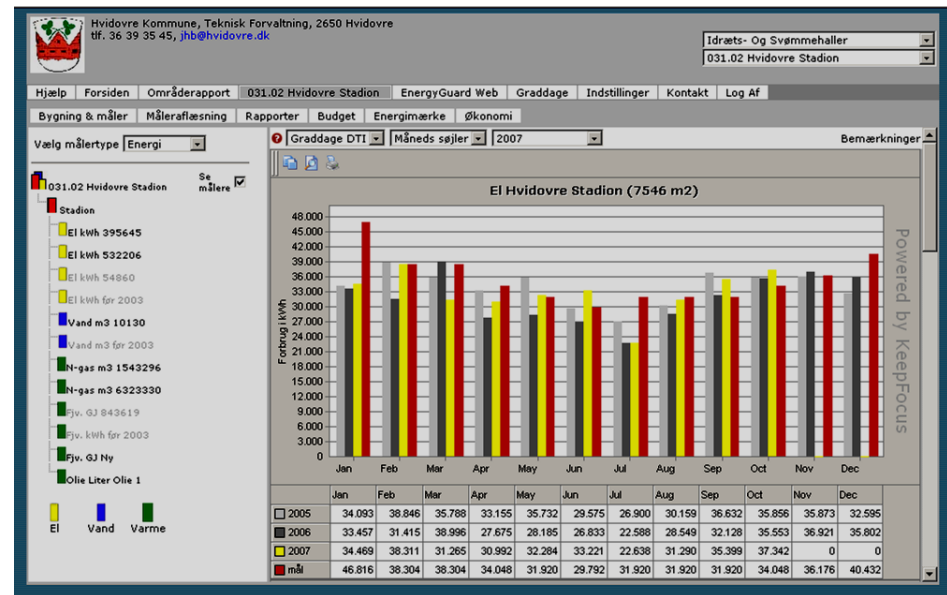 Hvidovre Kommune, Teknisk Forvaltning, 2650 Hvidovre
tlf. 36 39 35 45, jhb@hvidovre.dk
Idræts- Og Svømmehaller
031.02 Hvidovre Stadion
Hjælp Forsiden Områderapport 031.02 Hvidovre Stadion EnergyGuard Web Graddage Indstillinger Kontakt Log Af
Bygning & måler Måleraflæsning Rapporter Budget Energimærke Økonomi
Vælg målertype Energi
Graddage DTI Måneds søjler 2007 Bemærkninger
031.02 Hvidovre Stadion
Se målere
Stadion
El kWh 395645
El kWh 532206
El kWh 54860
El kWh før 2003
Vand m3 10130
Vand m3 før 2003
N-gas m3 1543296
N-gas m3 6323330
Fjv. GJ 843619
Fjv. kWh før 2003
Fjv. GJ Ny
Olie Liter Olie 1
El Vand Varme
El Hvidovre Stadion (7546 m2)
Forbrug i kWh
48.000
45.000
42.000
39.000
36.000
33.000
30.000
27.000
24.000
21.000
18.000
15.000
12.000
9.000
6.000
3.000
0
Jan Feb Mar Apr May Jun Jul Aug Sep Oct Nov Dec
Powered by KeepFocus
Jan Feb Mar Apr May Jun Jul Aug Sep Oct Nov Dec
2005 34.093 38.846 35.788 33.155 35.732 29.575 26.900 30.159 36.632 35.856 35.873 32.595
2006 33.457 31.415 38.996 27.675 28.185 26.833 22.588 28.549 32.128 35.553 36.921 35.802
2007 34.469 38.311 31.265 30.992 32.284 33.221 22.638 31.290 35.399 37.342 0 0
mål 46.816 38.304 38.304 34.048 31.920 29.792 31.920 31.920 31.920 34.048 36.176 40.432